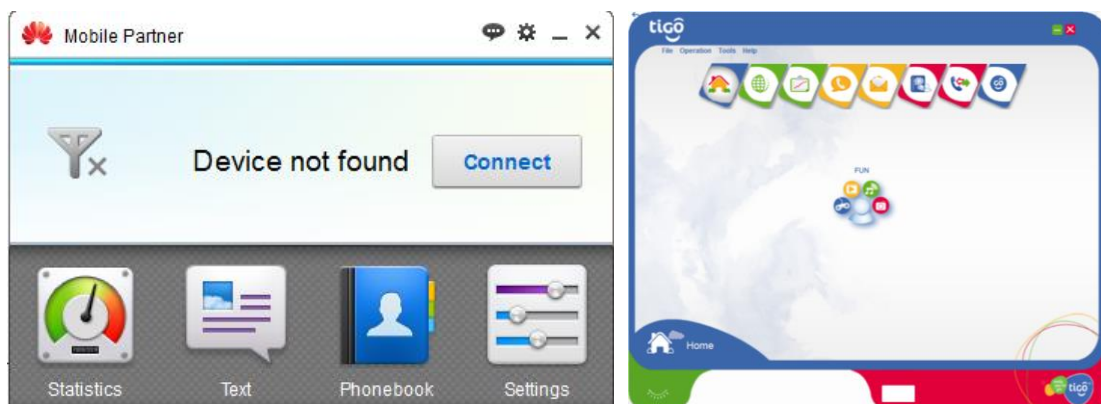 Mobile Partner
Device not found
Connect
Statistics
Text
Phonebook
Settings
tigo
File Operation Tools Help
FUN
Home
tigo